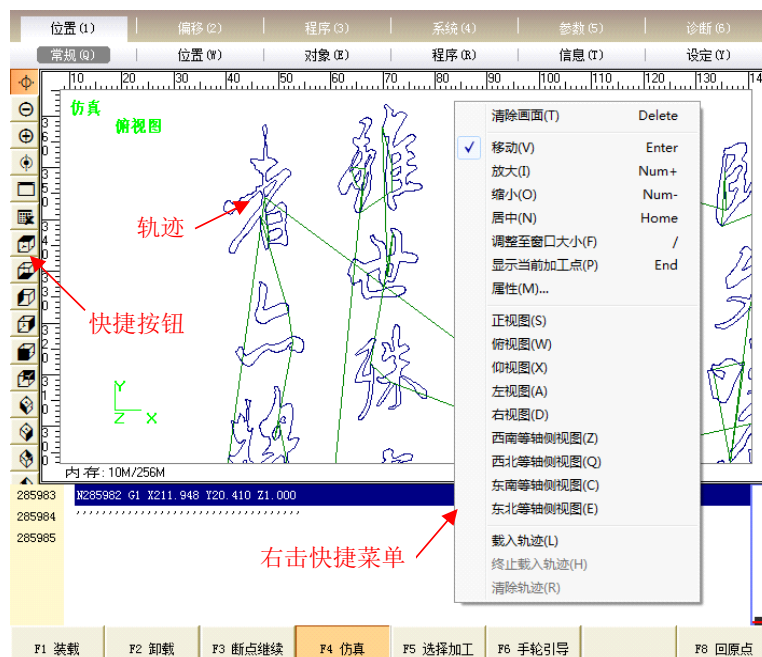 位置(1) 偏移(2) 程序(3) 系统(4) 参数(5) 诊断(6)
常规(Q) 位置(W) 对象(E) 程序(R) 信息(T) 设定(Y)
10 20 30 40 50 60 70 80 90 100 110 120 130 14
仿真
俯视图
轨迹
快捷按钮
Y
Z X
内存:10M/256M
清除画面(T) Delete
移动(V) Enter
放大(I) Num+
缩小(O) Num-
居中(N) Home
调整至窗口大小(F) /
显示当前加工点(P) End
属性(M)...
正视图(S)
俯视图(W)
仰视图(X)
左视图(A)
右视图(D)
西南等轴侧视图(Z)
西北等轴侧视图(Q)
东南等轴侧视图(C)
东北等轴侧视图(E)
载入轨迹(L)
终止载入轨迹(H)
清除轨迹(R)
285983 N285982 G1 X211.948 Y20.410 Z1.000
285984
285985
右击快捷菜单
F1 装载 F2 卸载 F3 断点继续 F4 仿真 F5 选择加工 F6 手轮引导 F8 回原点